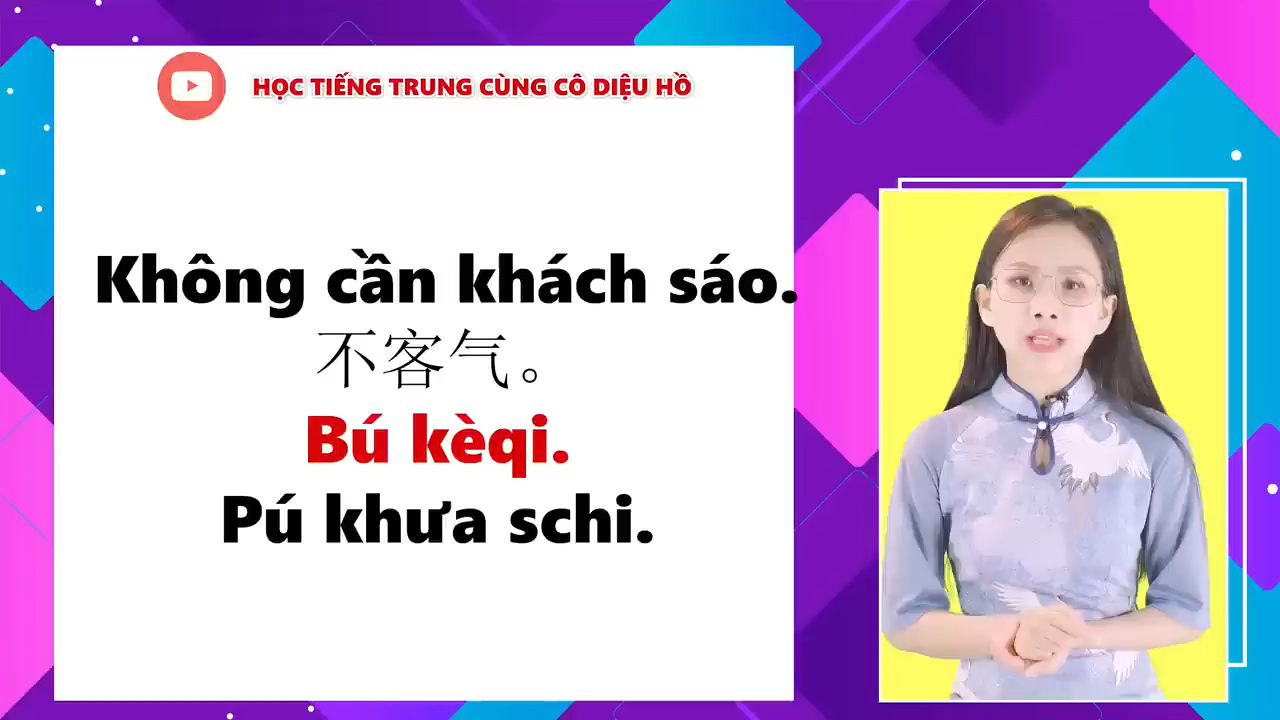 HỌC TIẾNG TRUNG CÙNG CÔ DIỆU HỒ
Không cần khách sáo.
不客气。
Bú kèqi.
Pú khưa schi.